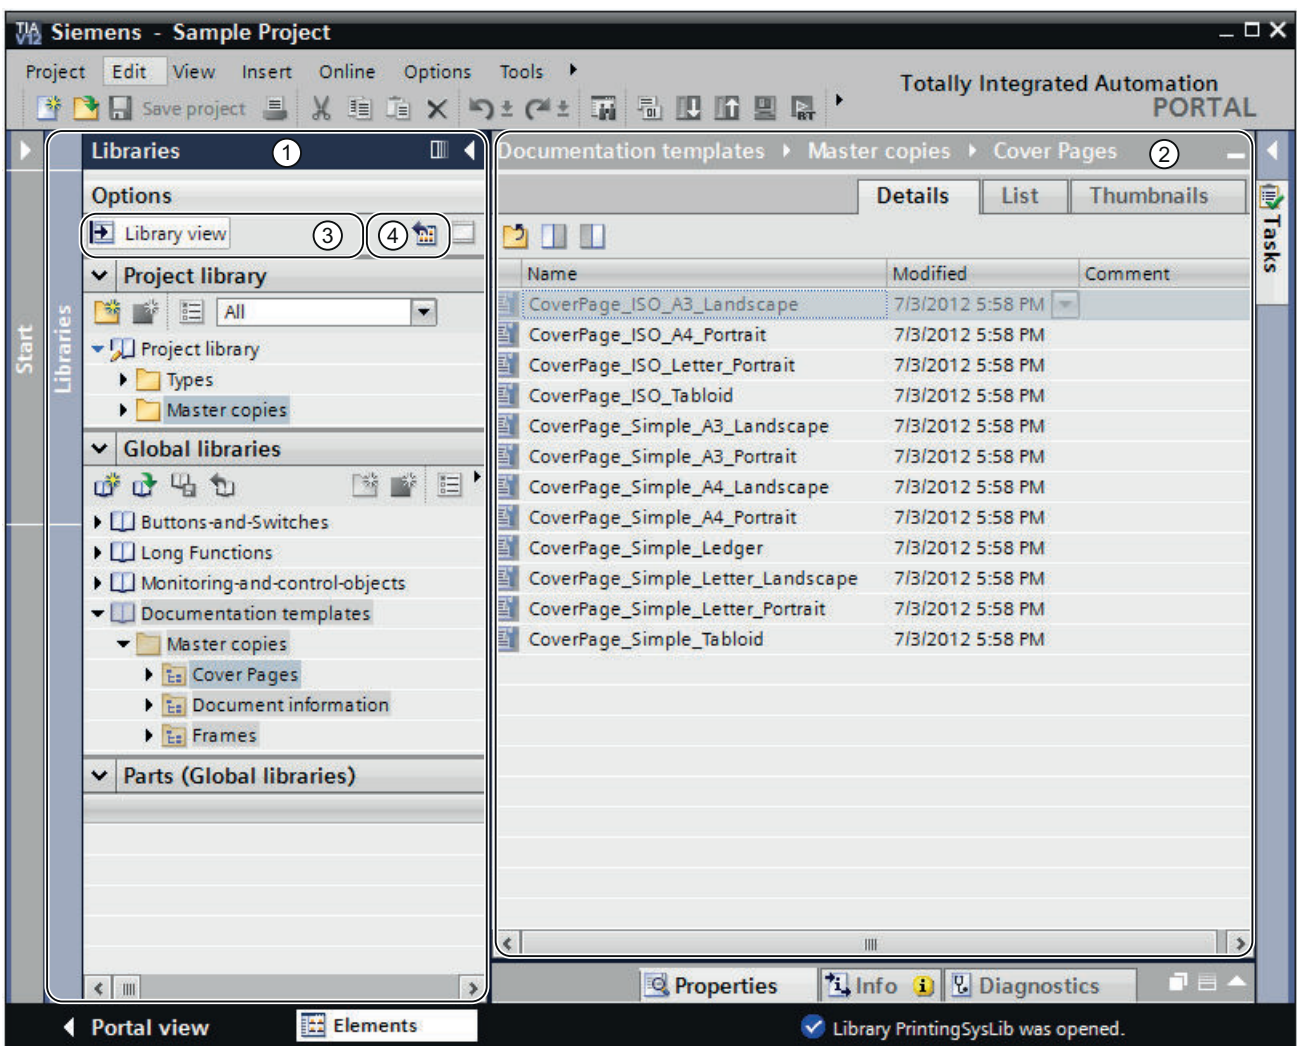 TIA V12 Siemens - Sample Project
Project Edit View Insert Online Options Tools
Totally Integrated Automation
PORTAL
Save project
Start
Libraries
Libraries 1
Options
Library view 3 4
Project library
All
Project library
Types
Master copies
Global libraries
Buttons-and-Switches
Long Functions
Monitoring-and-control-objects
Documentation templates
Master copies
Cover Pages
Document information
Frames
Parts (Global libraries)
Documentation templates Master copies Cover Pages 2
Details List Thumbnails
Name Modified Comment
CoverPage_ISO_A3_Landscape 7/3/2012 5:58 PM
CoverPage_ISO_A4_Portrait 7/3/2012 5:58 PM
CoverPage_ISO_Letter_Portrait 7/3/2012 5:58 PM
CoverPage_ISO_Tabloid 7/3/2012 5:58 PM
CoverPage_Simple_A3_Landscape 7/3/2012 5:58 PM
CoverPage_Simple_A3_Portrait 7/3/2012 5:58 PM
CoverPage_Simple_A4_Landscape 7/3/2012 5:58 PM
CoverPage_Simple_A4_Portrait 7/3/2012 5:58 PM
CoverPage_Simple_Ledger 7/3/2012 5:58 PM
CoverPage_Simple_Letter_Landscape 7/3/2012 5:58 PM
CoverPage_Simple_Letter_Portrait 7/3/2012 5:58 PM
CoverPage_Simple_Tabloid 7/3/2012 5:58 PM
Tasks
Properties Info Diagnostics
Portal view Elements Library PrintingSysLib was opened.